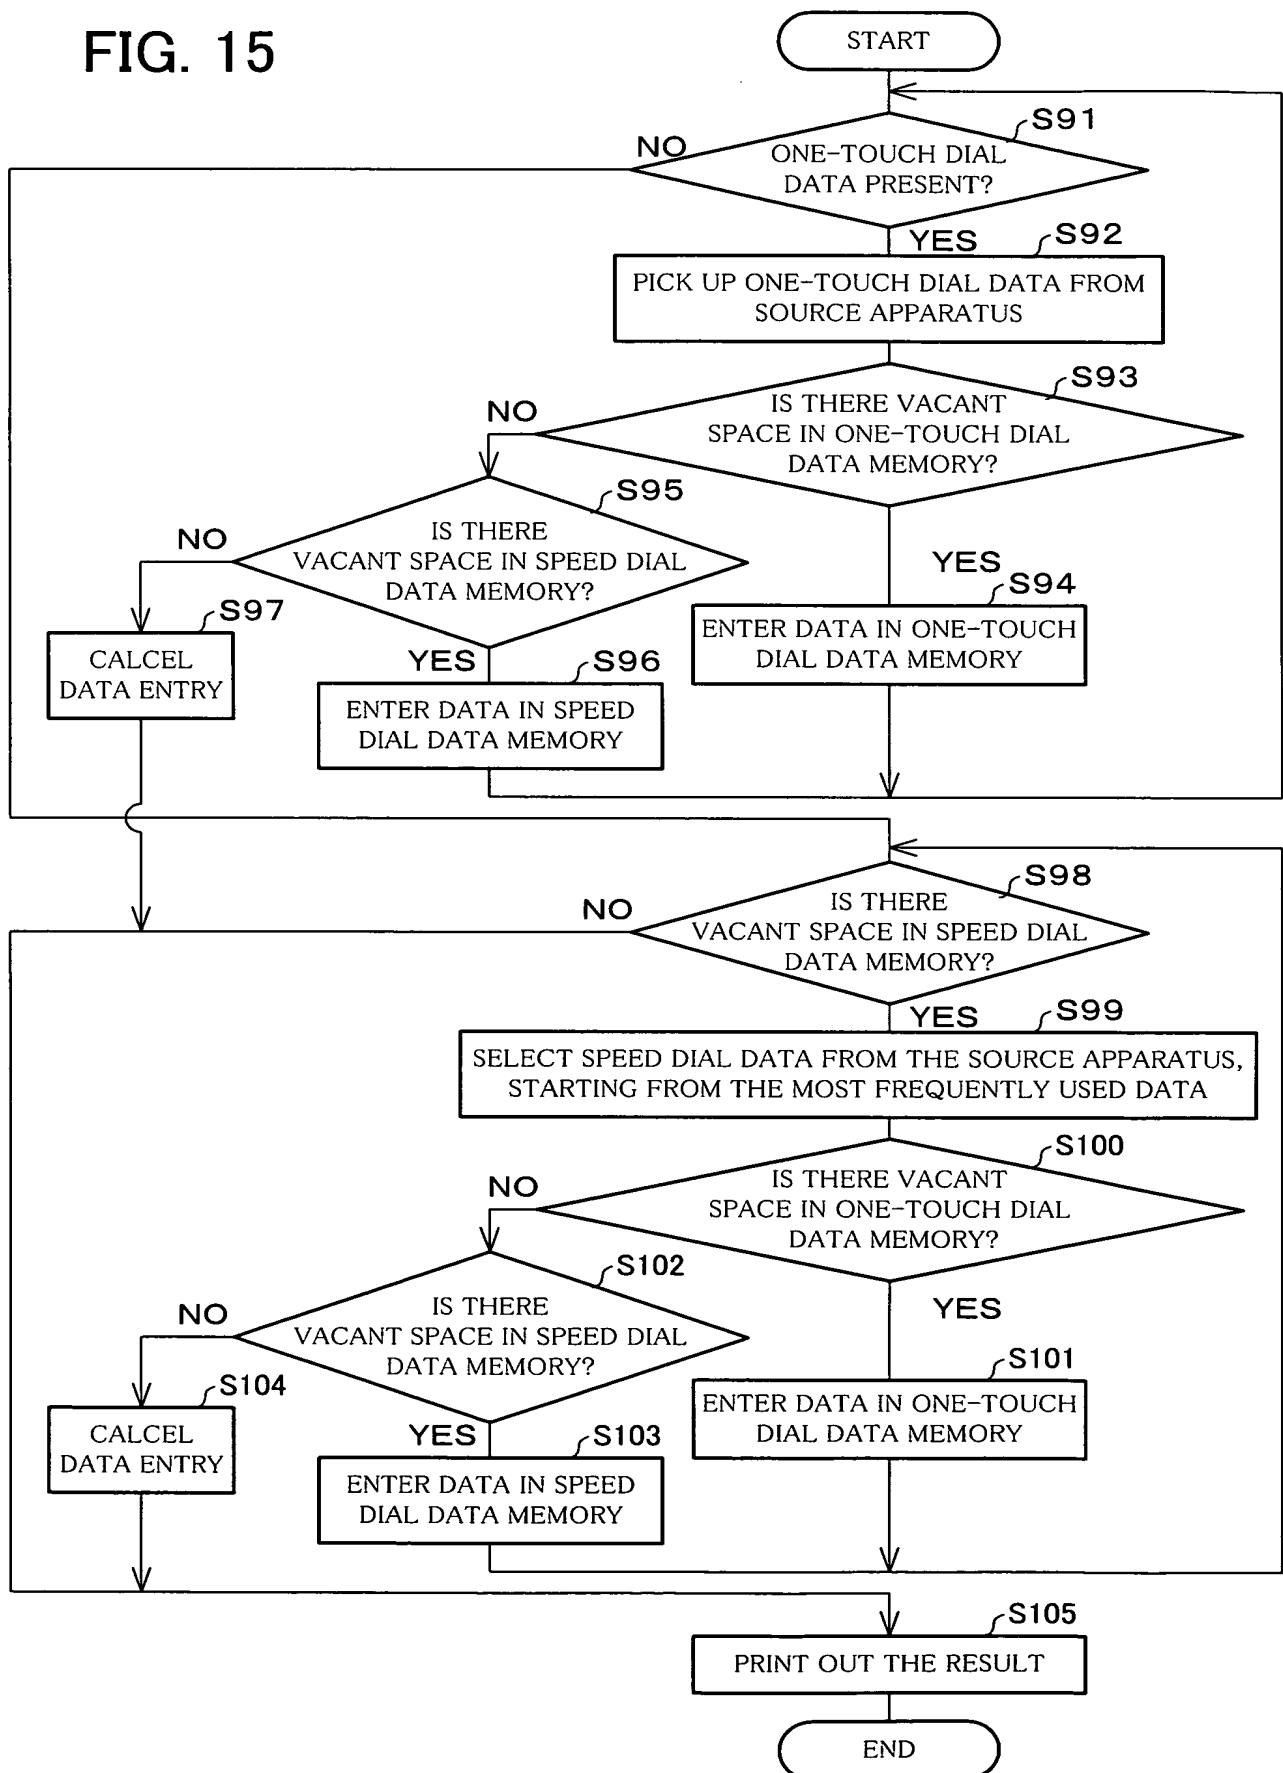 FIG. 15
START
S91
NO
ONE-TOUCH DIAL
DATA PRESENT?
YES
S92
PICK UP ONE-TOUCH DIAL DATA FROM
SOURCE APPARATUS
S93
NO
IS THERE VACANT
SPACE IN ONE-TOUCH DIAL
DATA MEMORY?
S95
NO
IS THERE
VACANT SPACE IN SPEED DIAL
DATA MEMORY?
YES
S94
S97
ENTER DATA IN ONE-TOUCH
DIAL DATA MEMORY
CALCEL
DATA ENTRY
YES
S96
ENTER DATA IN SPEED
DIAL DATA MEMORY
S98
NO
IS THERE
VACANT SPACE IN SPEED DIAL
DATA MEMORY?
YES
S99
SELECT SPEED DIAL DATA FROM THE SOURCE APPARATUS,
STARTING FROM THE MOST FREQUENTLY USED DATA
S100
NO
IS THERE VACANT
SPACE IN ONE-TOUCH DIAL
DATA MEMORY?
S102
NO
IS THERE
VACANT SPACE IN SPEED DIAL
DATA MEMORY?
YES
S101
S104
ENTER DATA IN ONE-TOUCH
DIAL DATA MEMORY
CALCEL
DATA ENTRY
YES
S103
ENTER DATA IN SPEED
DIAL DATA MEMORY
S105
PRINT OUT THE RESULT
END